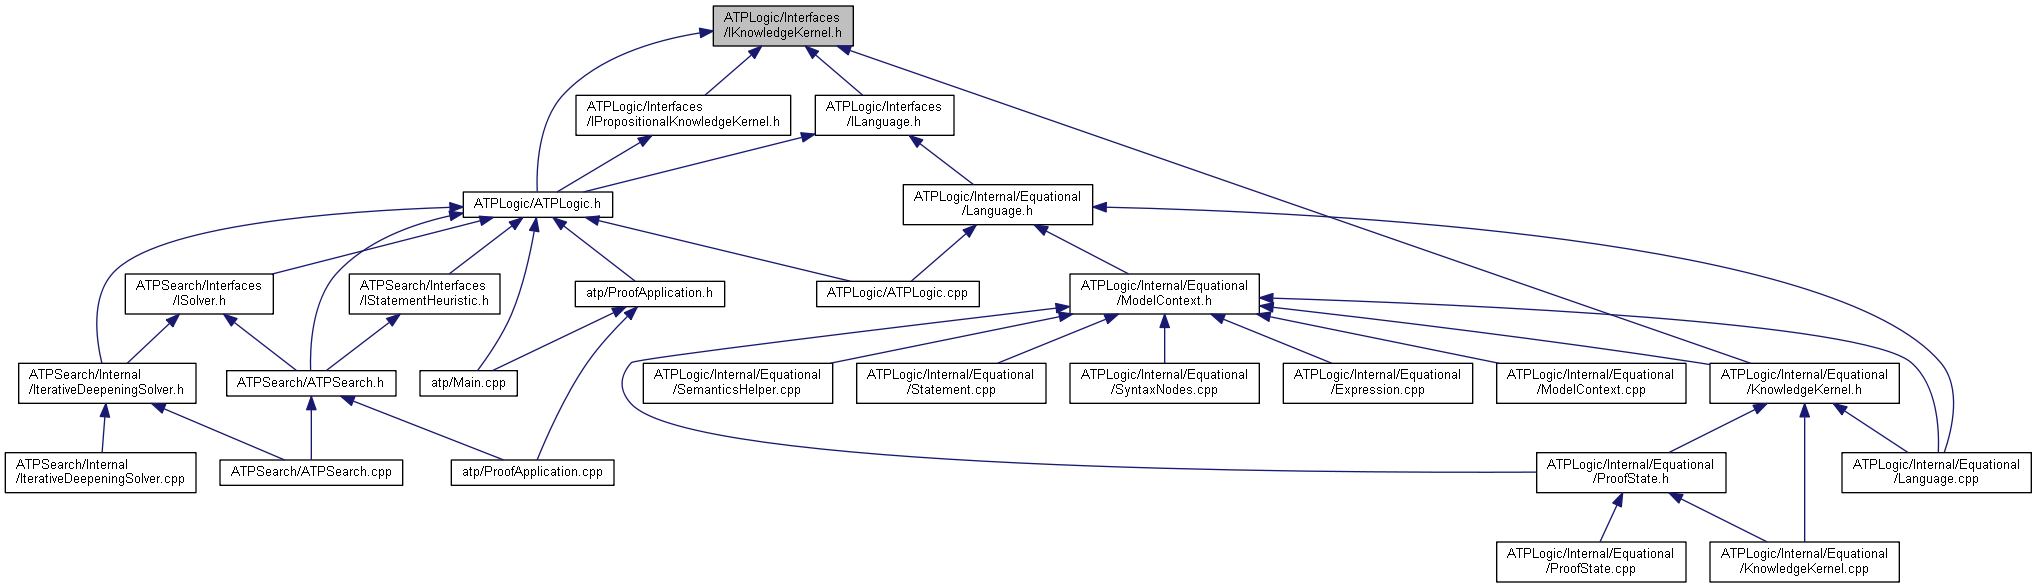 ATPLogic/Interfaces
/IKnowledgeKernel.h
ATPLogic/Interfaces
/IPropositionalKnowledgeKernel.h
ATPLogic/Interfaces
/ILanguage.h
ATPLogic/ATPLogic.h
ATPLogic/Internal/Equational
/Language.h
ATPSearch/Interfaces
/ISolver.h
ATPSearch/Interfaces
/IStatementHeuristic.h
atp/ProofApplication.h
ATPLogic/ATPLogic.cpp
ATPLogic/Internal/Equational
/ModelContext.h
ATPSearch/Internal
/IterativeDeepeningSolver.h
ATPSearch/ATPSearch.h
atp/Main.cpp
ATPLogic/Internal/Equational
/SemanticsHelper.cpp
ATPLogic/Internal/Equational
/Statement.cpp
ATPLogic/Internal/Equational
/SyntaxNodes.cpp
ATPLogic/Internal/Equational
/Expression.cpp
ATPLogic/Internal/Equational
/ModelContext.cpp
ATPLogic/Internal/Equational
/KnowledgeKernel.h
ATPSearch/Internal
/IterativeDeepeningSolver.cpp
ATPSearch/ATPSearch.cpp
atp/ProofApplication.cpp
ATPLogic/Internal/Equational
/ProofState.h
ATPLogic/Internal/Equational
/Language.cpp
ATPLogic/Internal/Equational
/ProofState.cpp
ATPLogic/Internal/Equational
/KnowledgeKernel.cpp